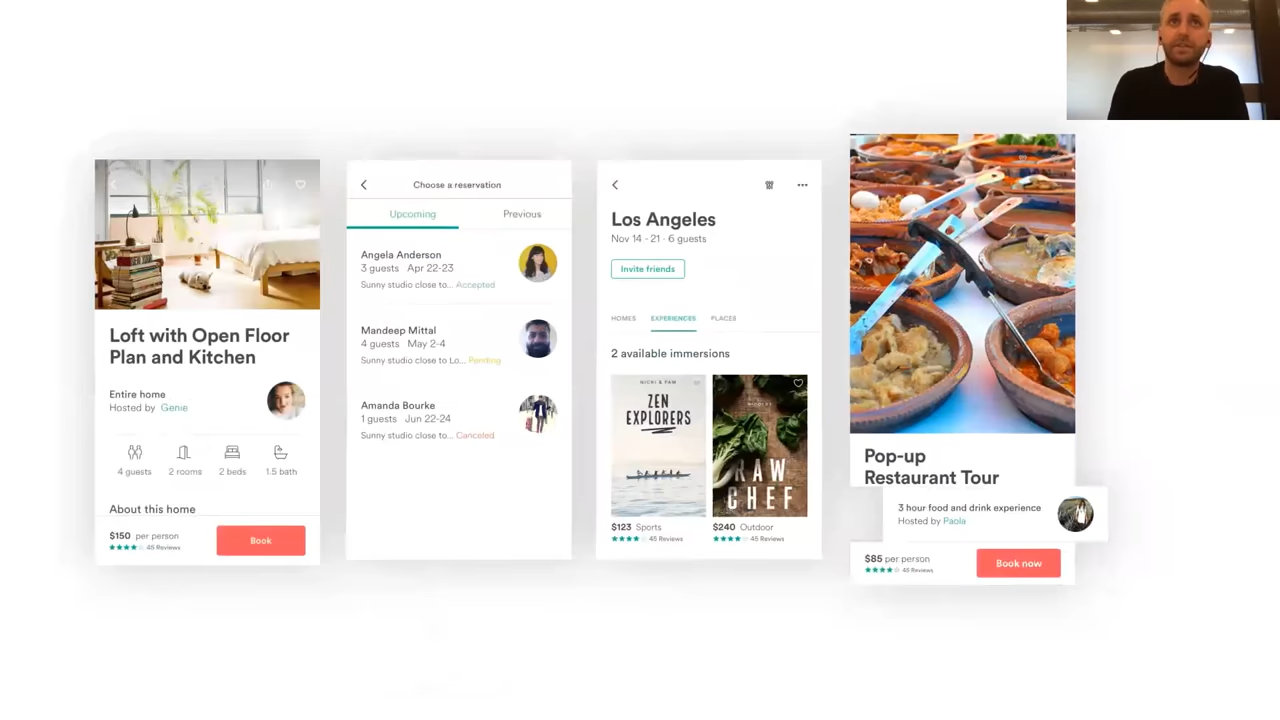 Loft with Open Floor
Plan and Kitchen
Entire home
Hosted by Genie
4 guests
2 rooms
2 beds
1.5 bath
About this home
$150 per person
45 Reviews
Book
Choose a reservation
Upcoming
Previous
Angela Anderson
3 guests Apr 22-23
Sunny studio close to... Accepted
Mandeep Mittal
4 guests May 2-4
Sunny studio close to Lo... Pending
Amanda Bourke
1 guests Jun 22-24
Sunny studio close to... Canceled
Los Angeles
Nov 14 - 21 · 6 guests
Invite friends
HOMES
EXPERIENCES
PLACES
2 available immersions
NICKI & PAM
ZEN
EXPLORERS
$123 Sports
45 Reviews
RAW
CHEF
$240 Outdoor
45 Reviews
Pop-up
Restaurant Tour
3 hour food and drink experience
Hosted by Paola
$85 per person
45 Reviews
Book now